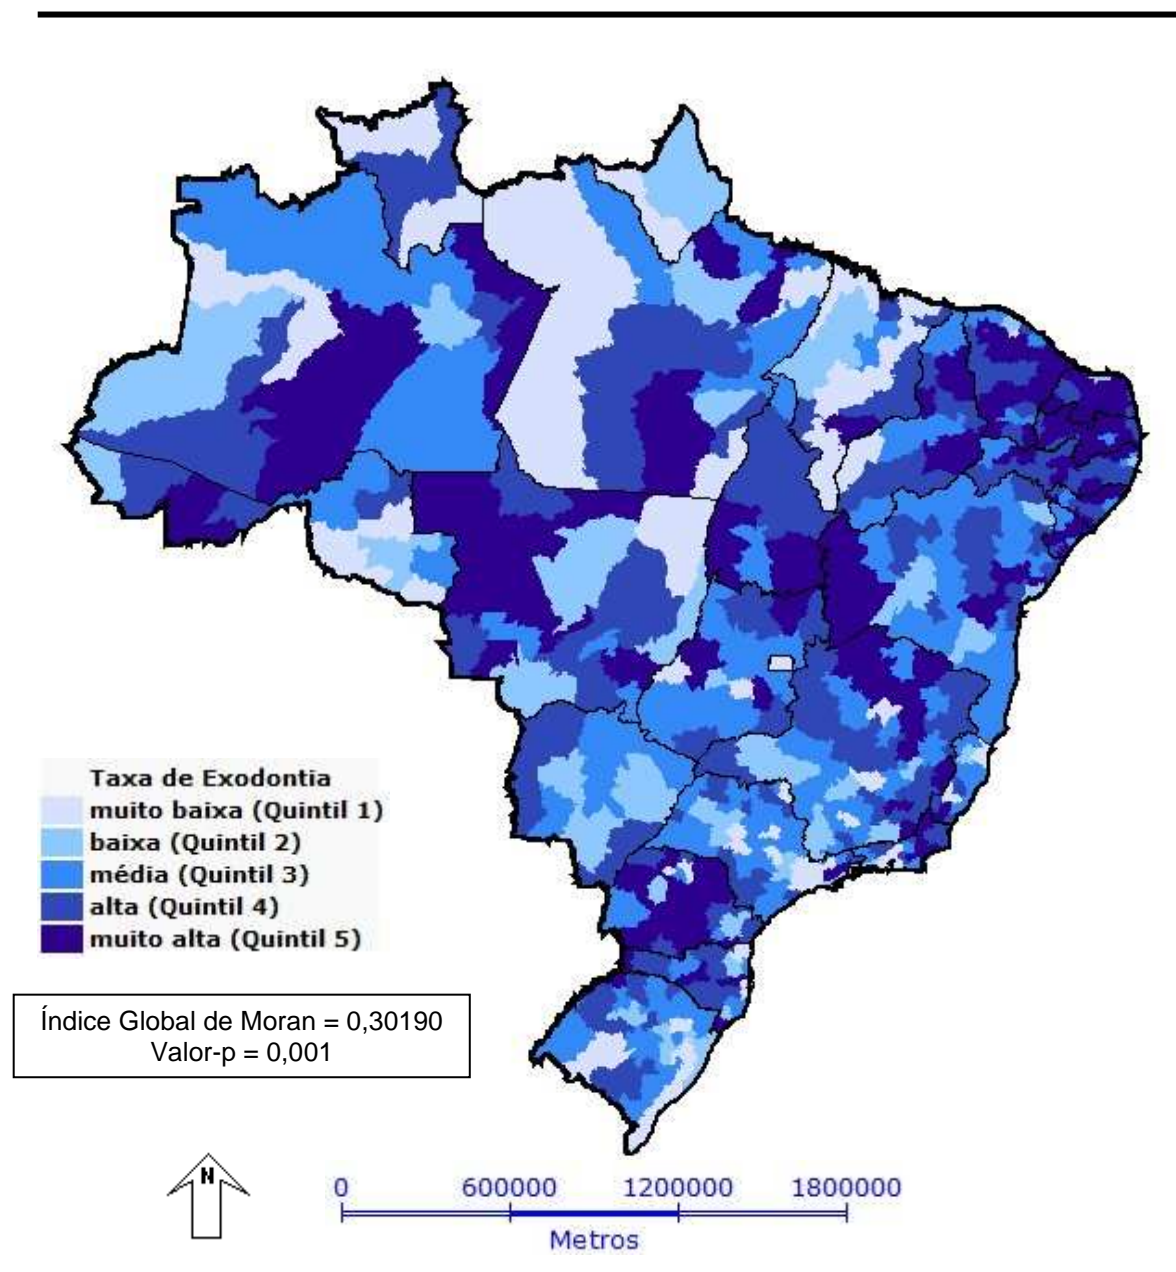 Taxa de Exodontia
muito baixa (Quintil 1)
baixa (Quintil 2)
média (Quintil 3)
alta (Quintil 4)
muito alta (Quintil 5)
Índice Global de Moran = 0,30190
Valor-p = 0,001
N
0 600000 1200000 1800000
Metros